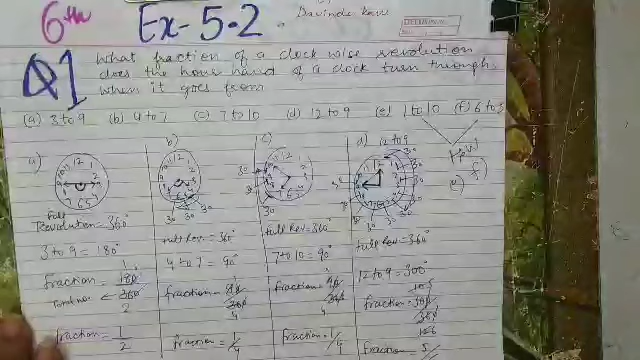 6th Ex-5.2. Davinder Kaur
Q1 What fraction of a clock wise revolution
does the hour hand of a clock turn through,
when it goes from
(a) 3 to 9 (b) 4 to 7 (c) 7 to 10 (d) 12 to 9 (e) 1 to 10 (f) 6 to 3
(a) b) (c) d) 12 to 9
e) f)
Full
Revolution = 360°
3 to 9 = 180°
Fraction = 180
360
2
Fraction = 1/2
Full Rev. = 360°
4 to 7 = 90°
Fraction = 90
360
4
Fraction = 1/4
Full Rev = 360°
7 to 10 = 90°
Fraction = 90
360
4
Fraction = 1/4
Full Rev = 360°
12 to 9 = 300°
Fraction = 300
360
Fraction = 5/